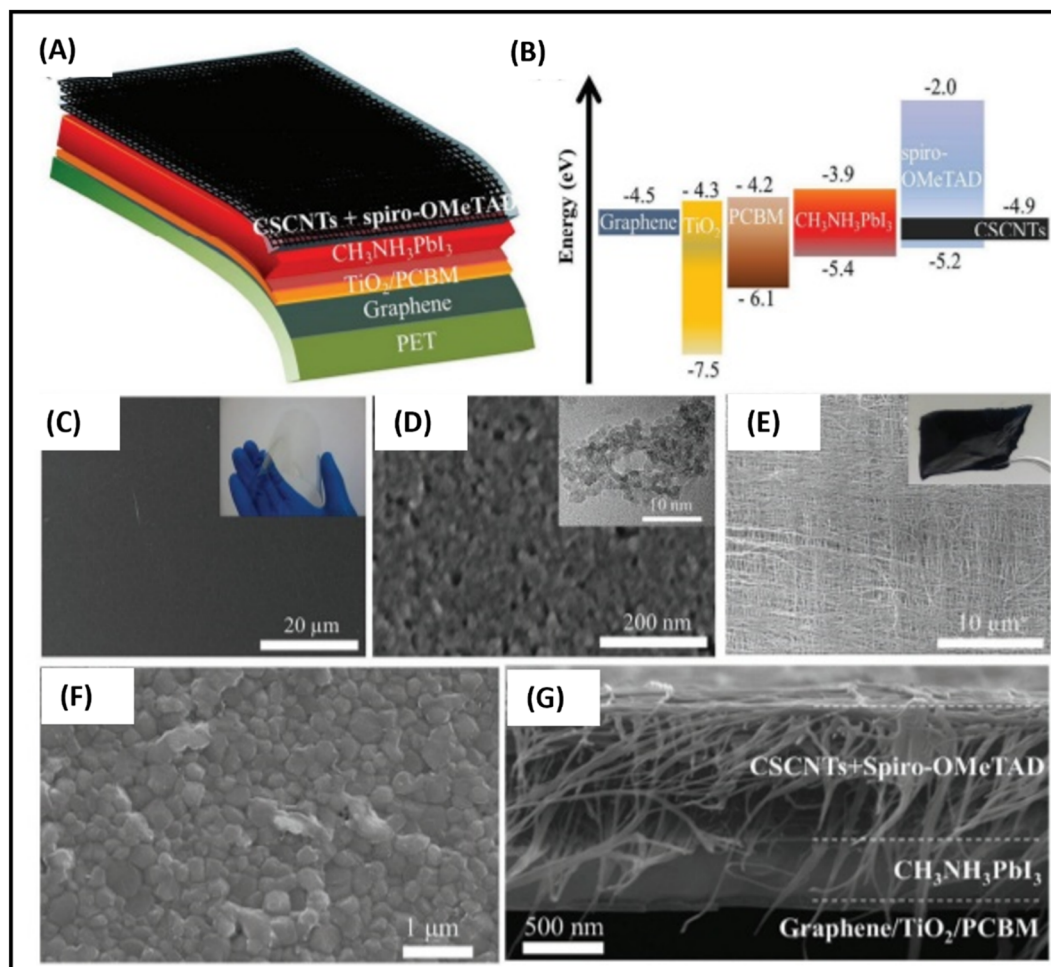 (A)
CSCNTs + spiro-OMeTAD
CH₃NH₃PbI₃
TiO₂/PCBM
Graphene
PET
(B)
Energy (eV)
-4.5
Graphene
- 4.3
TiO₂
-7.5
- 4.2
PCBM
- 6.1
-3.9
CH₃NH₃PbI₃
-5.4
-2.0
spiro-
OMeTAD
-5.2
-4.9
CSCNTs
(C)
20 µm
(D)
10 nm
200 nm
(E)
10 µm
(F)
1 µm
(G)
CSCNTs+Spiro-OMeTAD
CH₃NH₃PbI₃
Graphene/TiO₂/PCBM
500 nm